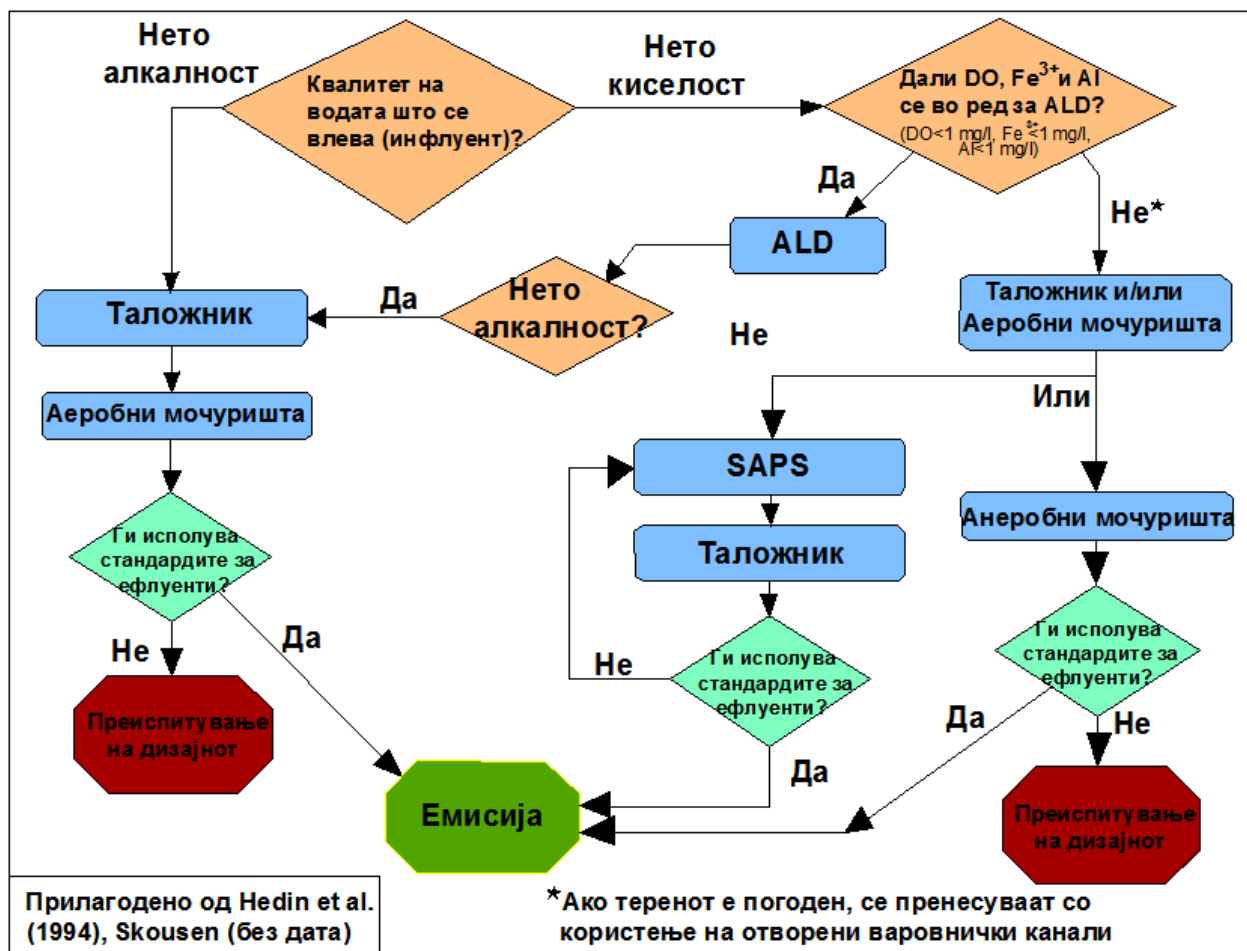 Нето
алкалност
Квалитет на
водата што се
влева (инфлуент)?
Нето
киселост
Дали DO, Fe3+и Al
се во ред за ALD?
(DO<1 mg/l, Fe3+<1 mg/l,
Al<1 mg/l)
Да
Не*
ALD
Таложник
Да
Нето
алкалност?
Не
Таложник и/или
Аеробни мочуришта
Или
Аеробни мочуришта
SAPS
Анеробни мочуришта
Таложник
Ги исполува
стандардите за
ефлуенти?
Да
Не
Ги исполува
стандардите за
ефлуенти?
Не
Да
Ги исполува
стандардите за
ефлуенти?
Да
Не
Преиспитување
на дизајнот
Емисија
Преиспитување
на дизајнот
Прилагодено од Hedin et al.
(1994), Skousen (без дата)
*Ако теренот е погоден, се пренесуваат со
користење на отворени варовнички канали